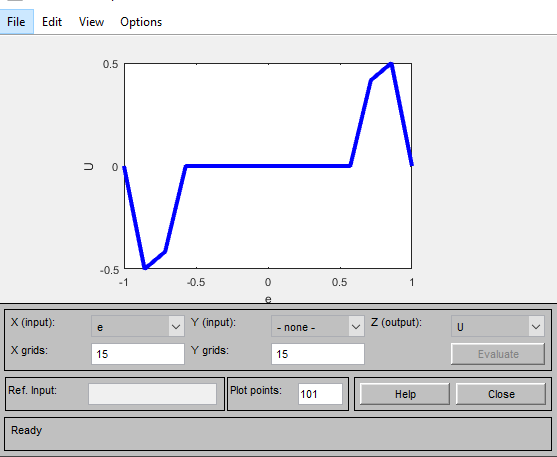 File Edit View Options
0.5
U
0
-0.5
-1 -0.5 0 0.5 1
e
X (input): e Y (input): - none - Z (output): U
X grids: 15 Y grids: 15 Evaluate
Ref. Input: Plot points: 101 Help Close
Ready